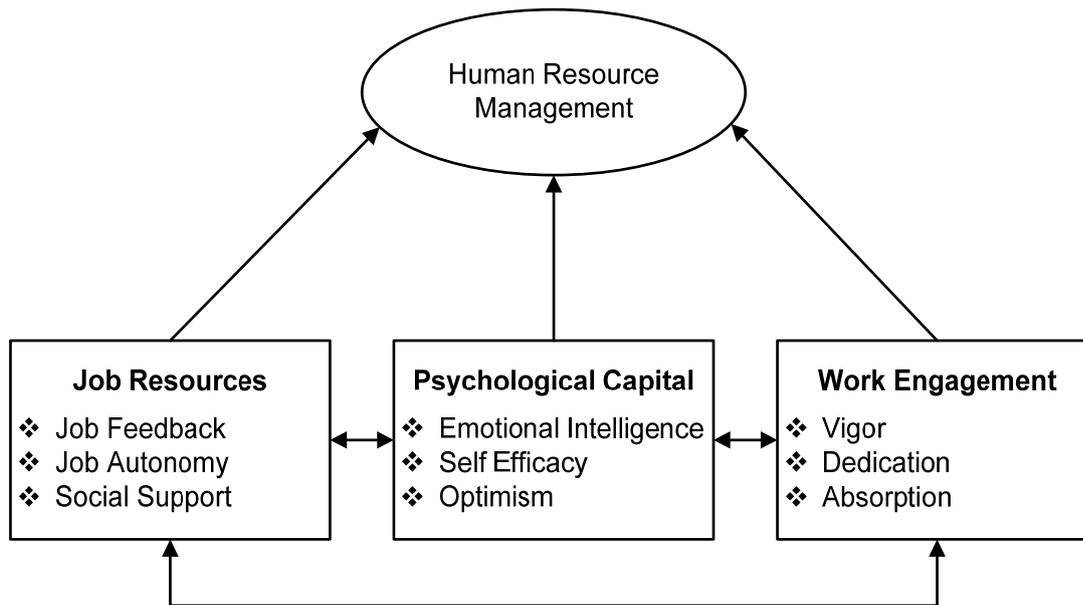 Human Resource
Management
Job Resources
❖ Job Feedback
❖ Job Autonomy
❖ Social Support
Psychological Capital
❖ Emotional Intelligence
❖ Self Efficacy
❖ Optimism
Work Engagement
❖ Vigor
❖ Dedication
❖ Absorption